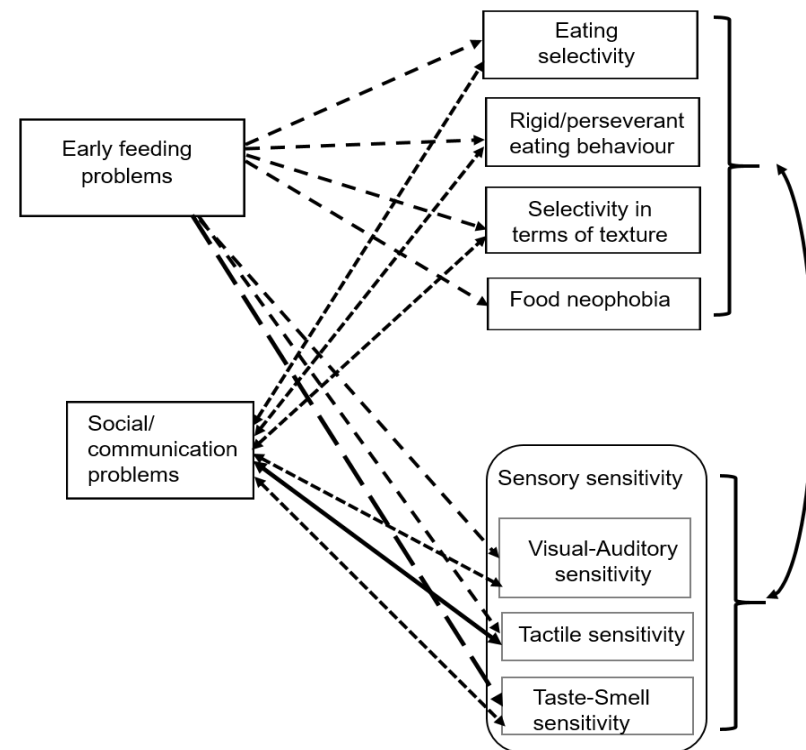 Eating
selectivity
Rigid/perseverant
eating behaviour
Early feeding
problems
Selectivity in
terms of texture
Food neophobia
Social/
communication
problems
Sensory sensitivity
Visual-Auditory
sensitivity
Tactile sensitivity
Taste-Smell
sensitivity